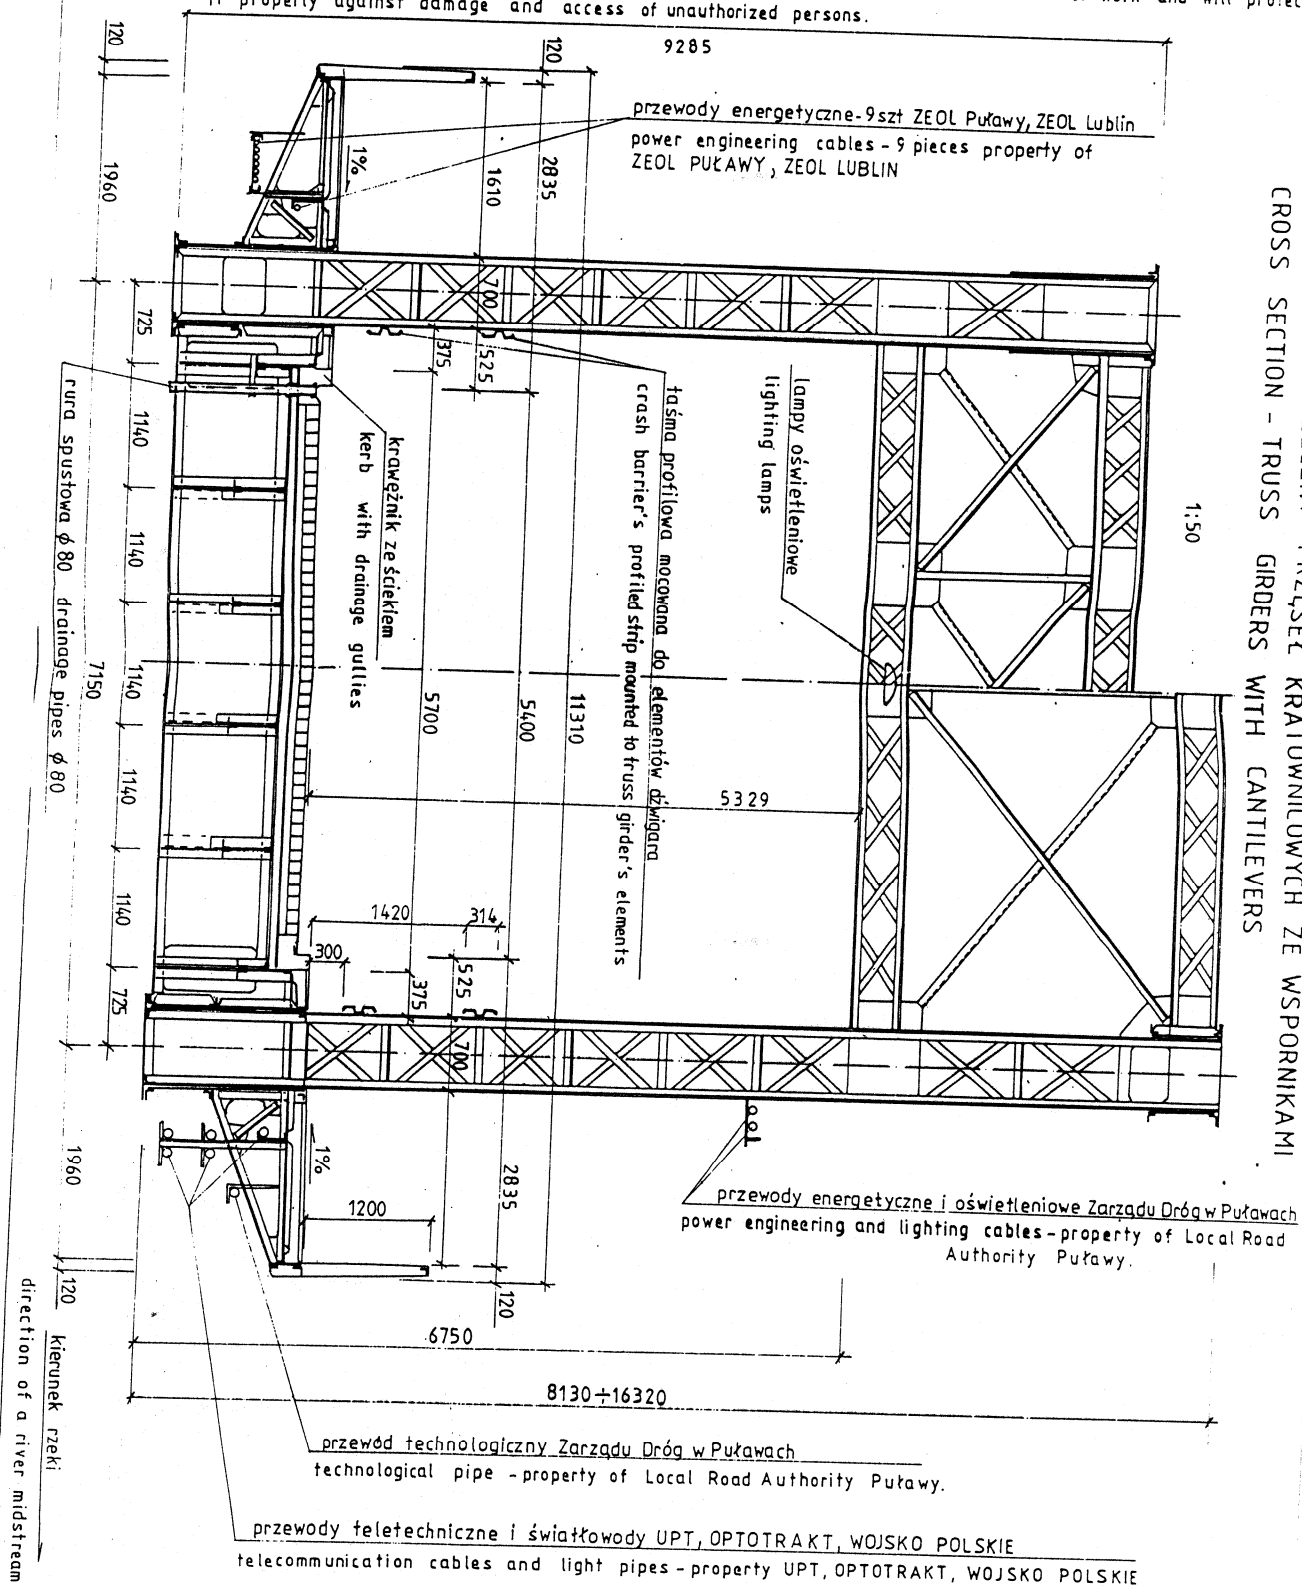 property against damage and access of unauthorized persons.
CROSS SECTION - TRUSS GIRDERS WITH CANTILEVERS
KRATOWNICOWYCH ZE WSPORNIKAMI
1:50
9285
120
1960
120
1610
2835
przewody energetyczne-9szt ZEOL Puławy, ZEOL Lublin
power engineering cables - 9 pieces property of
ZEOL PUŁAWY, ZEOL LUBLIN
1%
725
700
375
525
1140
1140
1140
1140
1140
725
7150
rura spustowa ϕ 80 drainage pipes ϕ 80
krawężnik ze ściekiem
kerb with drainage gullies
taśma profilowa mocowana do elementów dźwigara
crash barrier's profiled strip mounted to truss girder's elements
lampy oświetleniowe
lighting lamps
5700
5400
11310
5329
1420
314
300
375
525
700
1960
120
1%
1200
2835
120
przewody energetyczne i oświetleniowe Zarządu Dróg w Puławach
power engineering and lighting cables - property of Local Road
Authority Puławy.
6750
8130÷16320
kierunek rzeki
direction of a river midstream
przewód technologiczny Zarządu Dróg w Puławach
technological pipe - property of Local Road Authority Puławy.
przewody teletechniczne i światłowody UPT, OPTOTRAKT, WOJSKO POLSKIE
telecommunication cables and light pipes - property UPT, OPTOTRAKT, WOJSKO POLSKIE